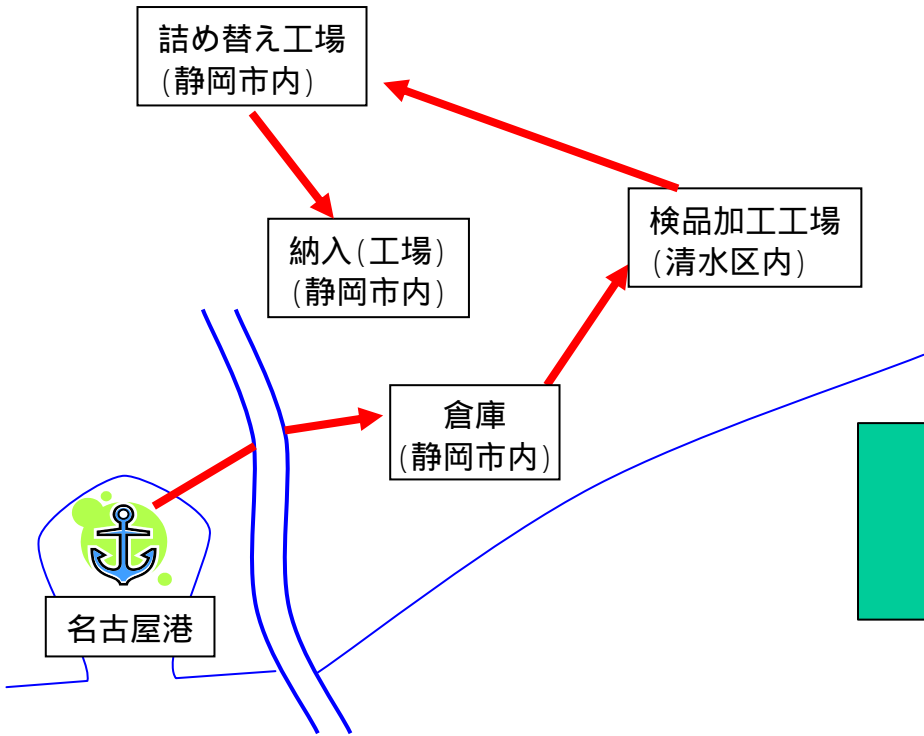 詰め替え工場
(静岡市内)
納入(工場)
(静岡市内)
検品加工工場
(清水区内)
倉庫
(静岡市内)
名古屋港